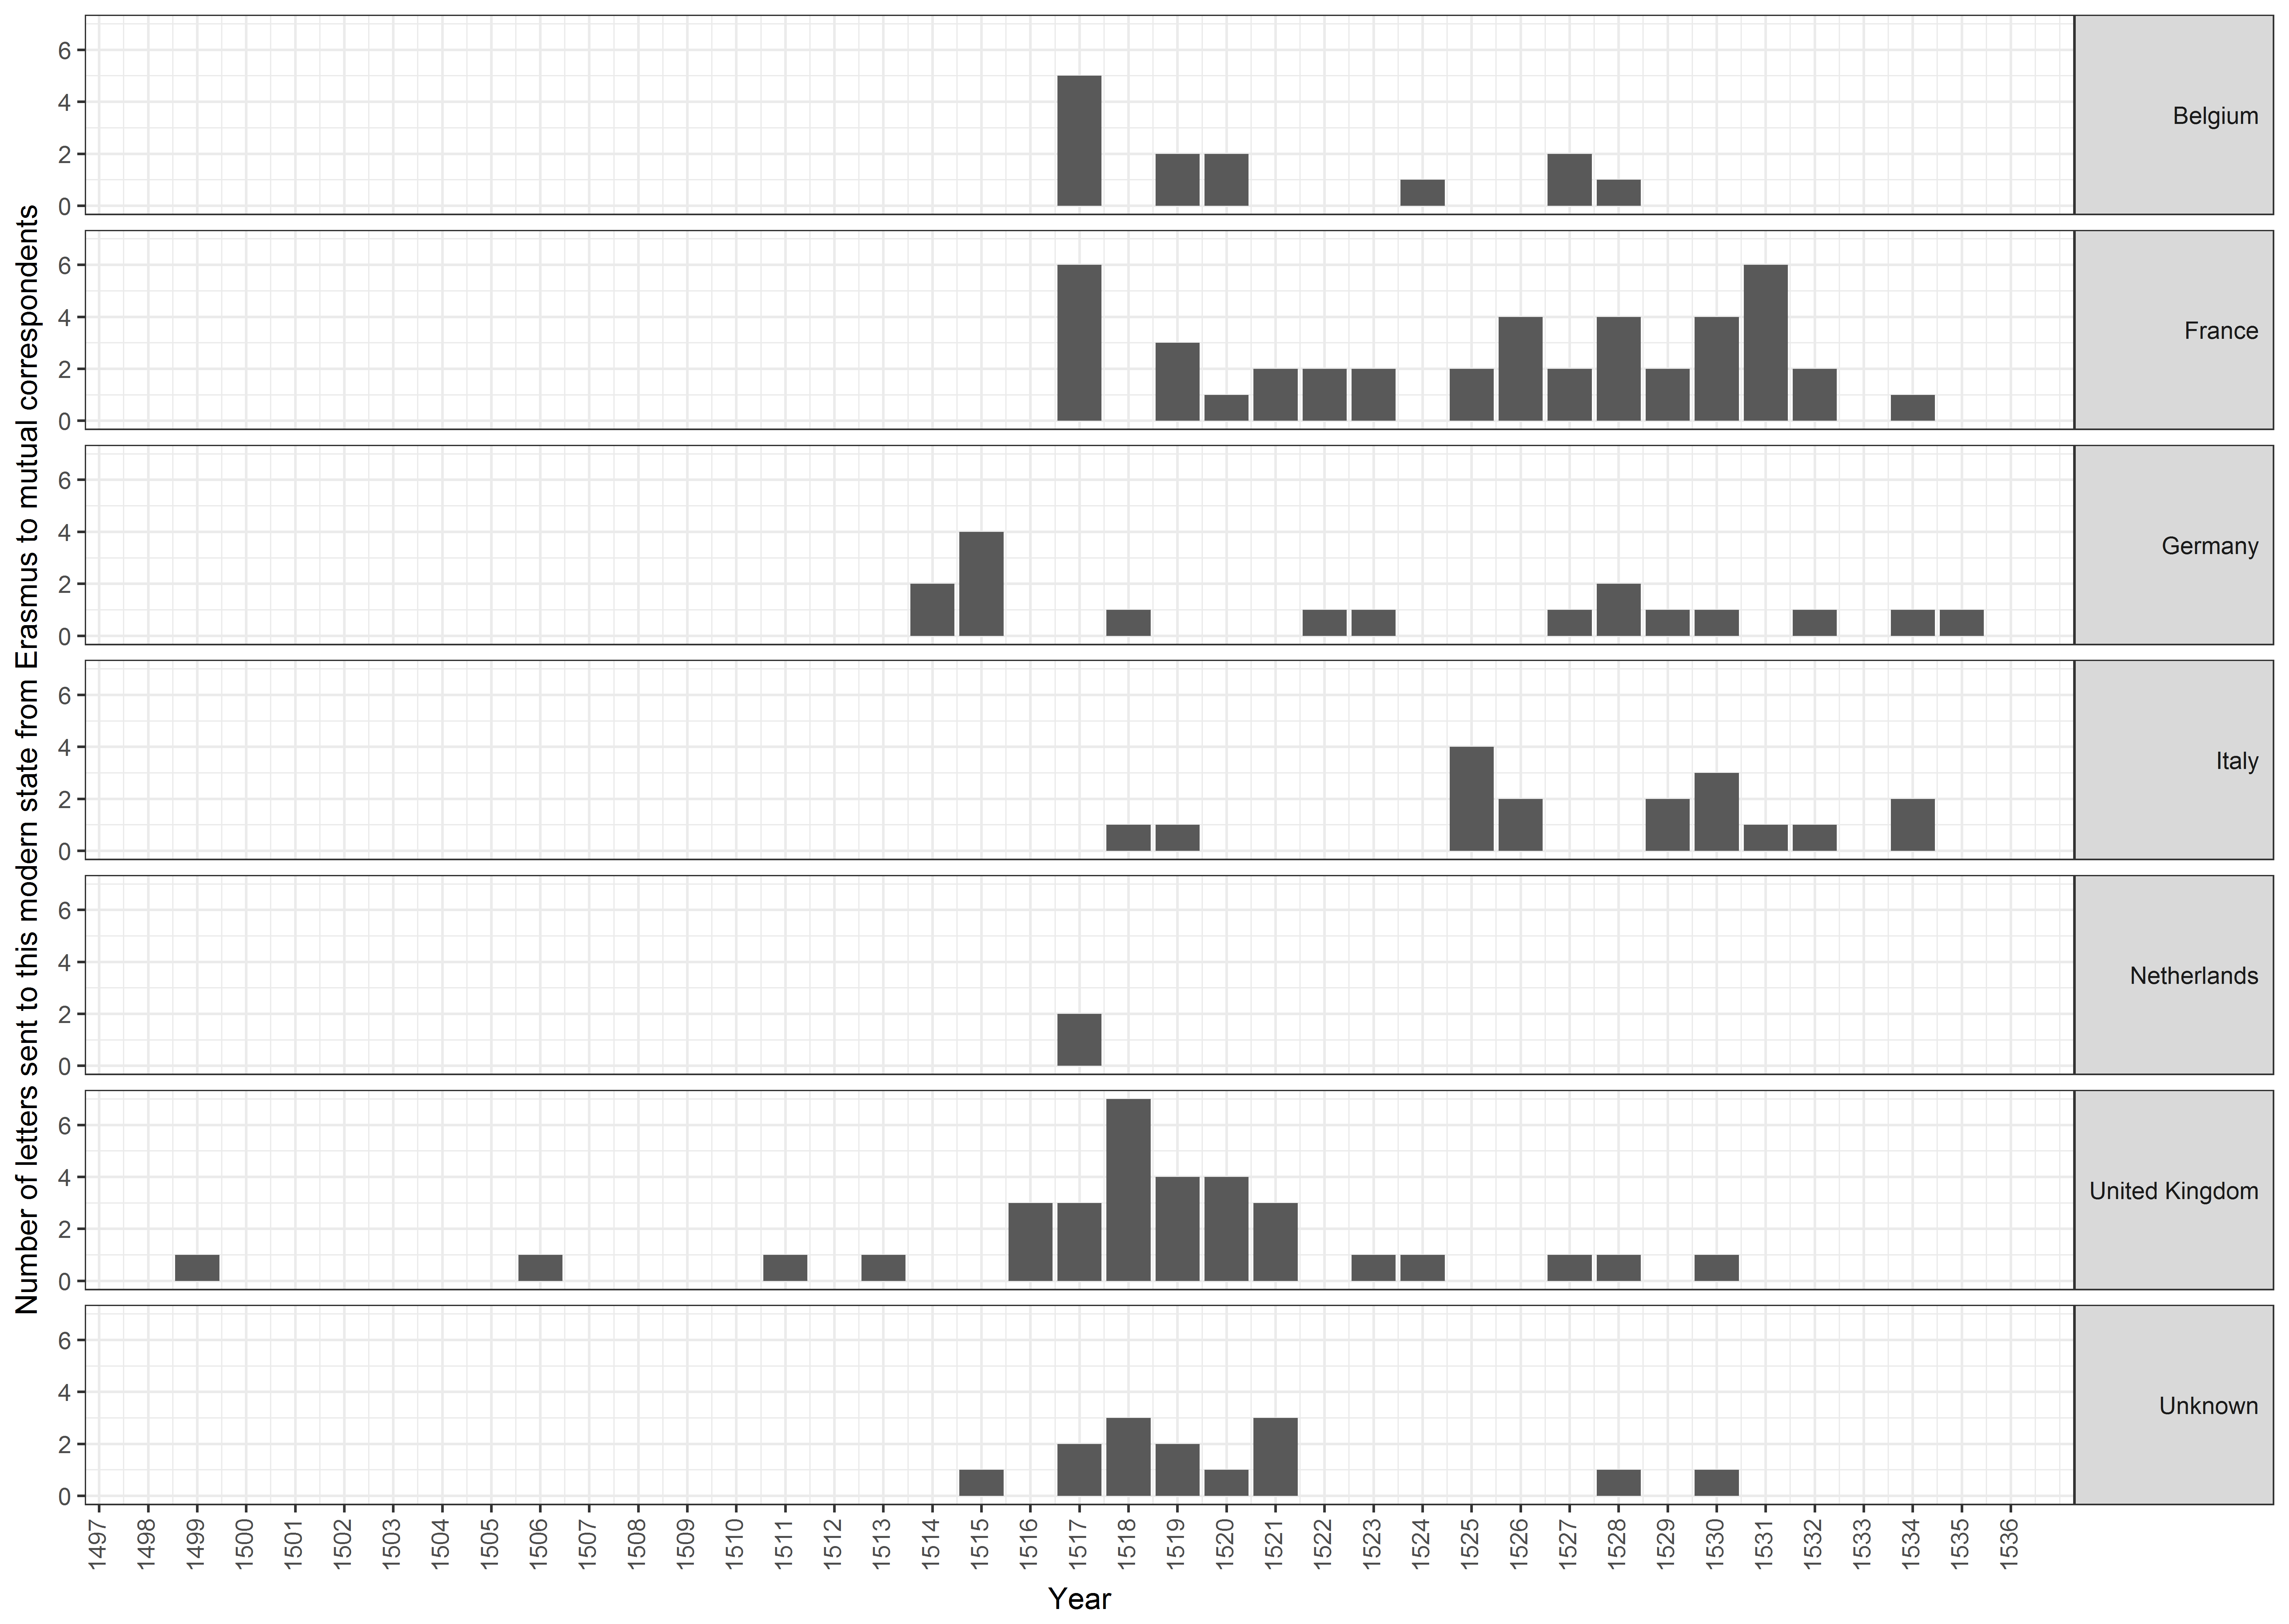 Number of letters sent to this modern state from Erasmus to mutual correspondents
6
4
2
0
Belgium
6
4
2
0
France
6
4
2
0
Germany
6
4
2
0
Italy
6
4
2
0
Netherlands
6
4
2
0
United Kingdom
6
4
2
0
Unknown
1497 1498 1499 1500 1501 1502 1503 1504 1505 1506 1507 1508 1509 1510 1511 1512 1513 1514 1515 1516 1517 1518 1519 1520 1521 1522 1523 1524 1525 1526 1527 1528 1529 1530 1531 1532 1533 1534 1535 1536
Year